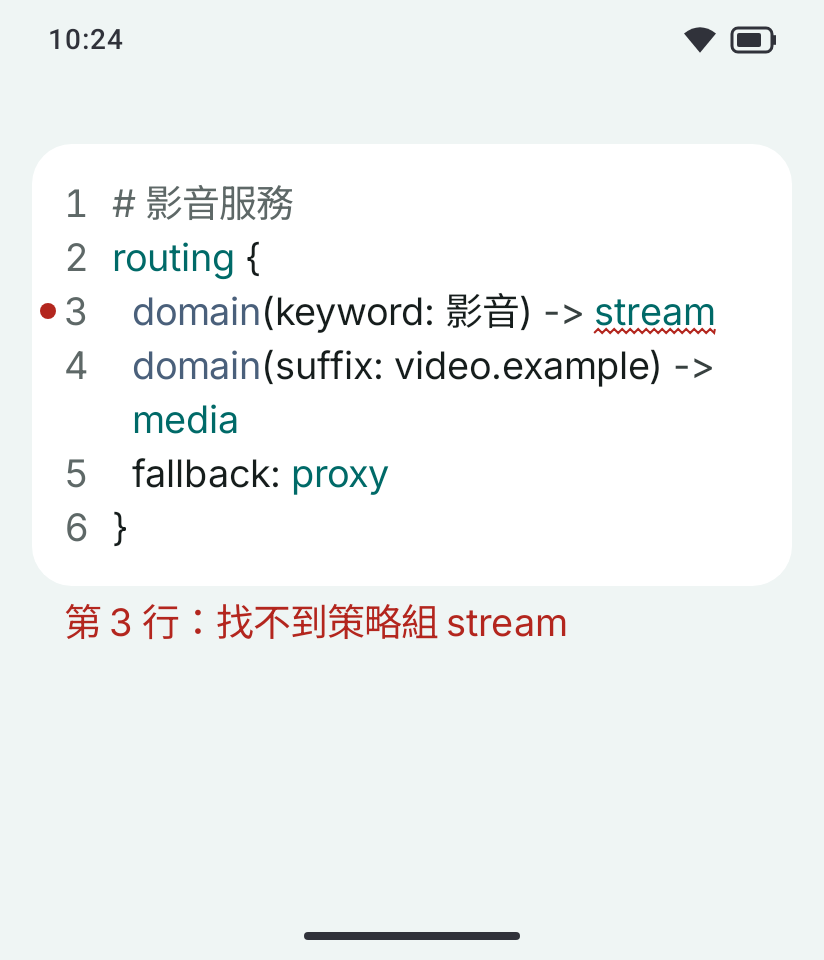 10:24
1 # 影音服務
2 routing {
3 domain(keyword: 影音) -> stream
4 domain(suffix: video.example) ->
media
5 fallback: proxy
6 }
第 3 行：找不到策略組 stream